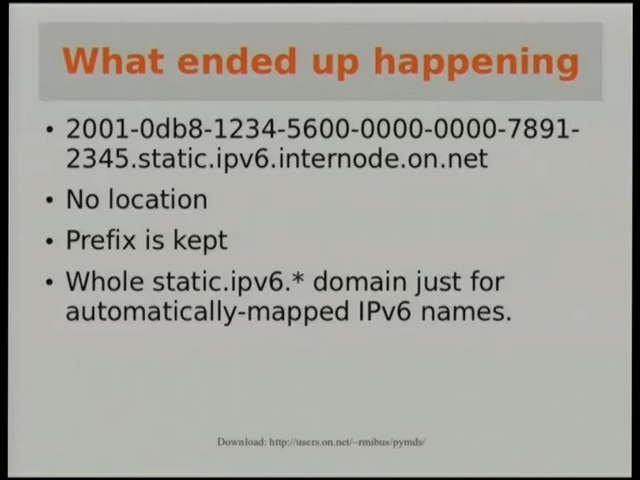 What ended up happening
• 2001-0db8-1234-5600-0000-0000-7891-
2345.static.ipv6.internode.on.net
• No location
• Prefix is kept
• Whole static.ipv6.* domain just for
automatically-mapped IPv6 names.
Download: http://users.on.net/~rmibus/pymds/